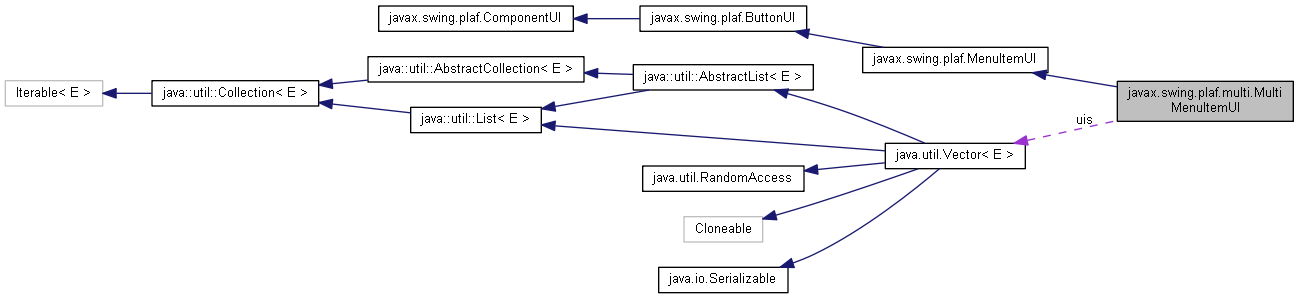 javax.swing.plaf.ComponentUI
javax.swing.plaf.ButtonUI
javax.swing.plaf.MenuItemUI
java::util::AbstractCollection< E >
java::util::AbstractList< E >
Iterable< E >
java::util::Collection< E >
javax.swing.plaf.multi.Multi
MenuItemUI
java::util::List< E >
uis
java.util.Vector< E >
java.util.RandomAccess
Cloneable
java.io.Serializable